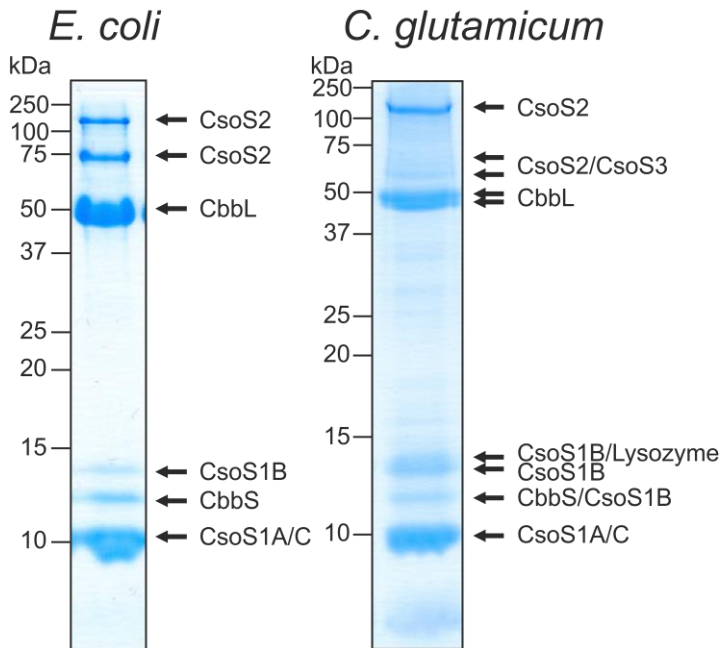 E. coli
C. glutamicum
kDa
250
100
75
50
37
25
20
15
10
CsoS2
CsoS2
CbbL
CsoS1B
CbbS
CsoS1A/C
kDa
250
100
75
50
37
25
20
15
10
CsoS2
CsoS2/CsoS3
CbbL
CsoS1B/Lysozyme
CsoS1B
CbbS/CsoS1B
CsoS1A/C